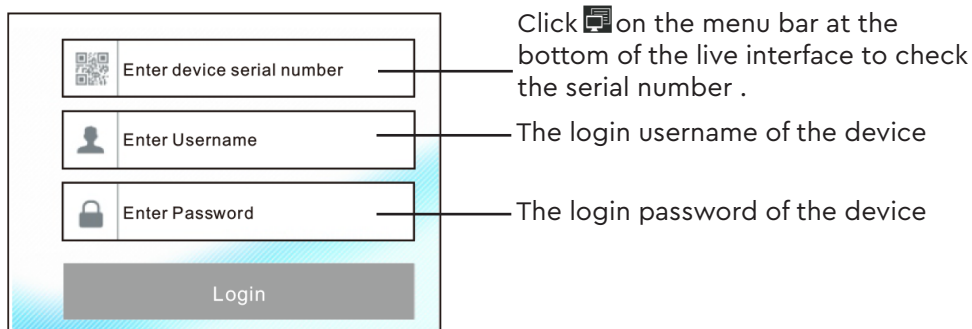 Enter device serial number
Enter Username
Enter Password
Login
Click on the menu bar at the
bottom of the live interface to check
the serial number .
The login username of the device
The login password of the device